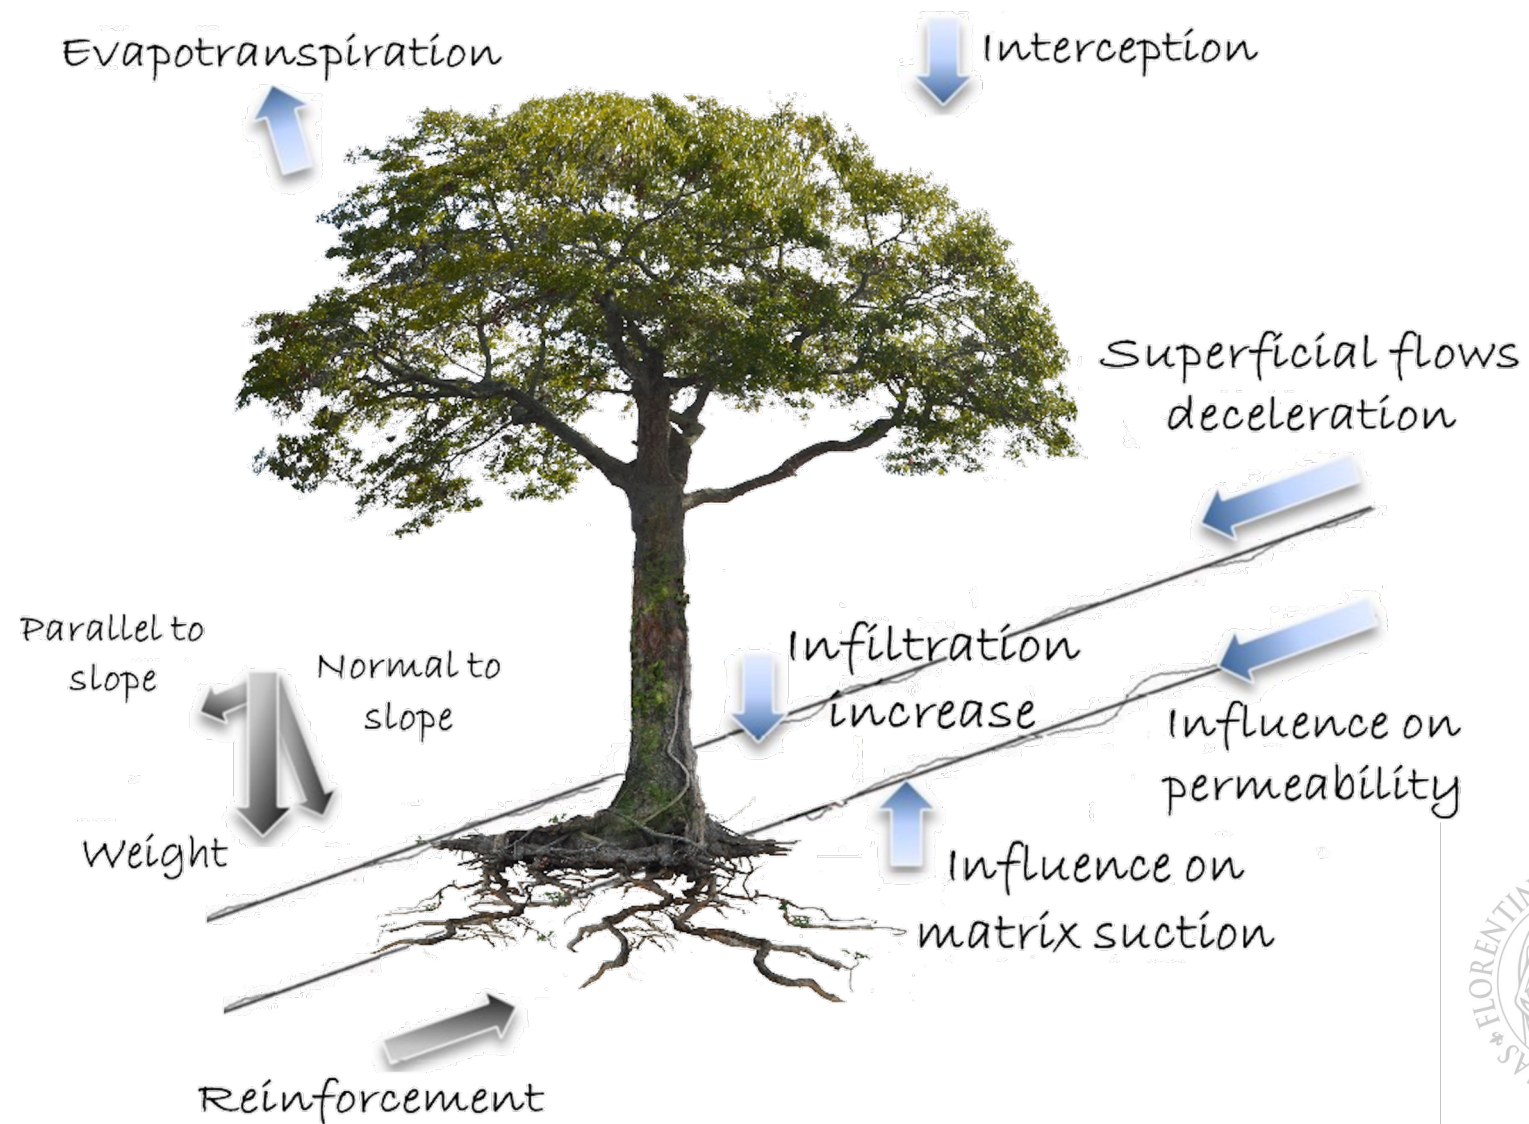 Evapotranspiration
Interception
Superficial flows
deceleration
Parallel to
slope
Normal to
slope
Infiltration
increase
Influence on
permeability
Weight
Influence on
matrix suction
Reinforcement
FLORENTIN